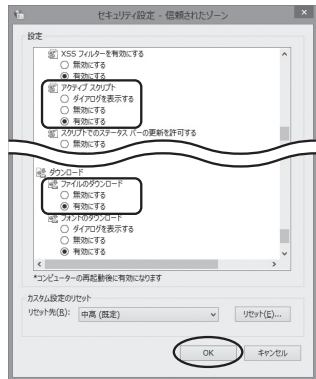 セキュリティ設定 - 信頼されたゾーン
設定
XSS フィルターを有効にする
無効にする
有効にする
アクティブ スクリプト
ダイアログを表示する
無効にする
有効にする
スクリプトでのステータス バーの更新を許可する
無効にする
ダウンロード
ファイルのダウンロード
無効にする
有効にする
フォントのダウンロード
ダイアログを表示する
無効にする
有効にする
*コンピューターの再起動後に有効になります
カスタム設定のリセット
リセット先(R): 中高 (既定) リセット(E)...
OK キャンセル